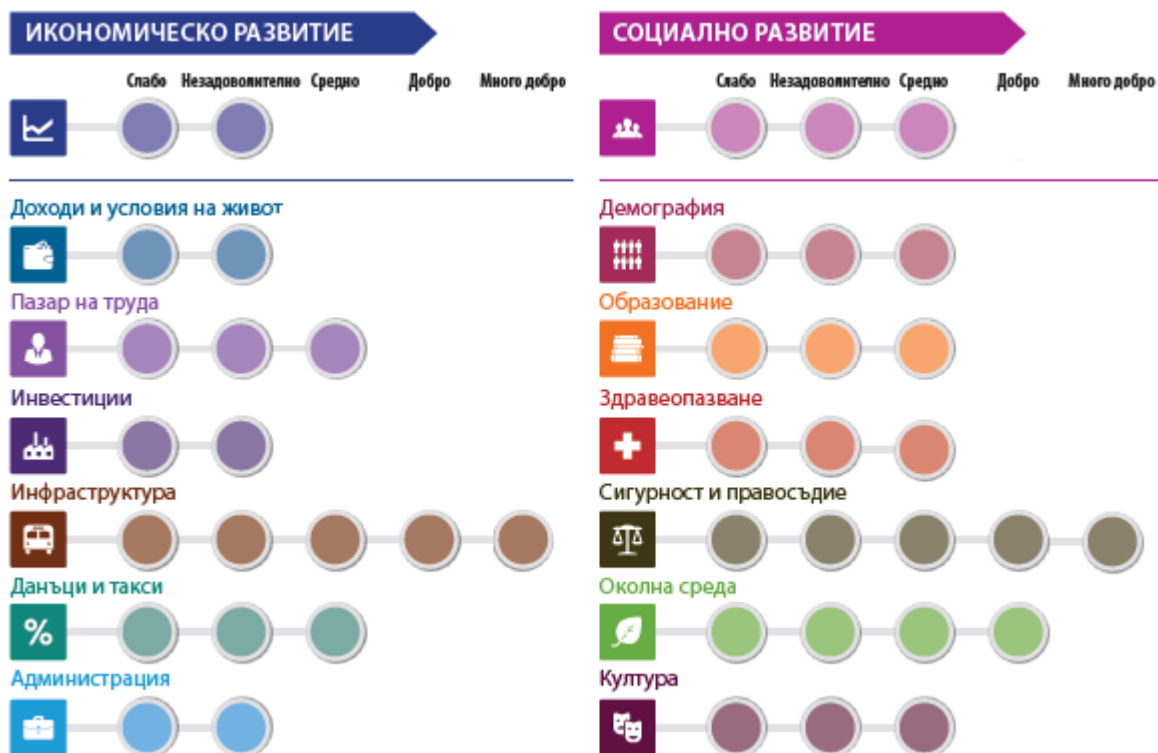 ИКОНОМИЧЕСКО РАЗВИТИЕ
Слабо Незадоволително Средно Добро Много добро
Доходи и условия на живот
Пазар на труда
Инвестиции
Инфраструктура
Данъци и такси
%
Администрация
СОЦИАЛНО РАЗВИТИЕ
Слабо Незадоволително Средно Добро Много добро
Демография
Образование
Здравеопазване
Сигурност и правосъдие
Околна среда
Култура